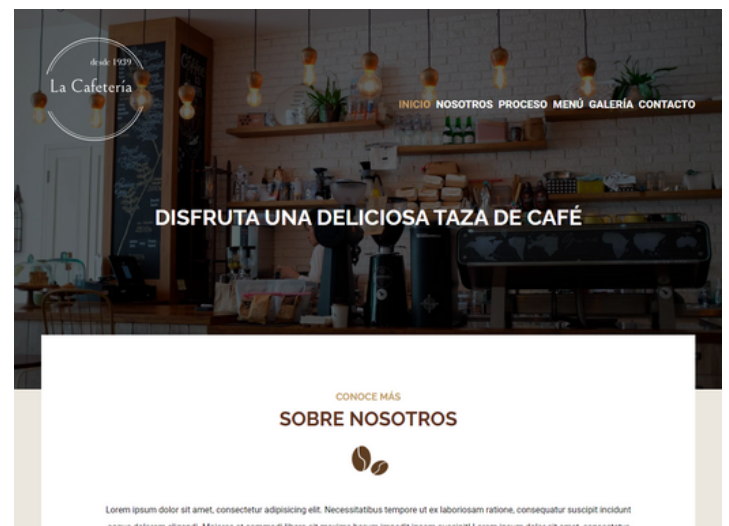 desde 1939
La Cafetería
INICIO NOSOTROS PROCESO MENÚ GALERÍA CONTACTO
DISFRUTA UNA DELICIOSA TAZA DE CAFÉ
CONOCE MÁS
SOBRE NOSOTROS
Lorem ipsum dolor sit amet, consectetur adipisicing elit. Necessitatibus tempore ut ex laboriosam ratione, consequatur suscipit incidunt